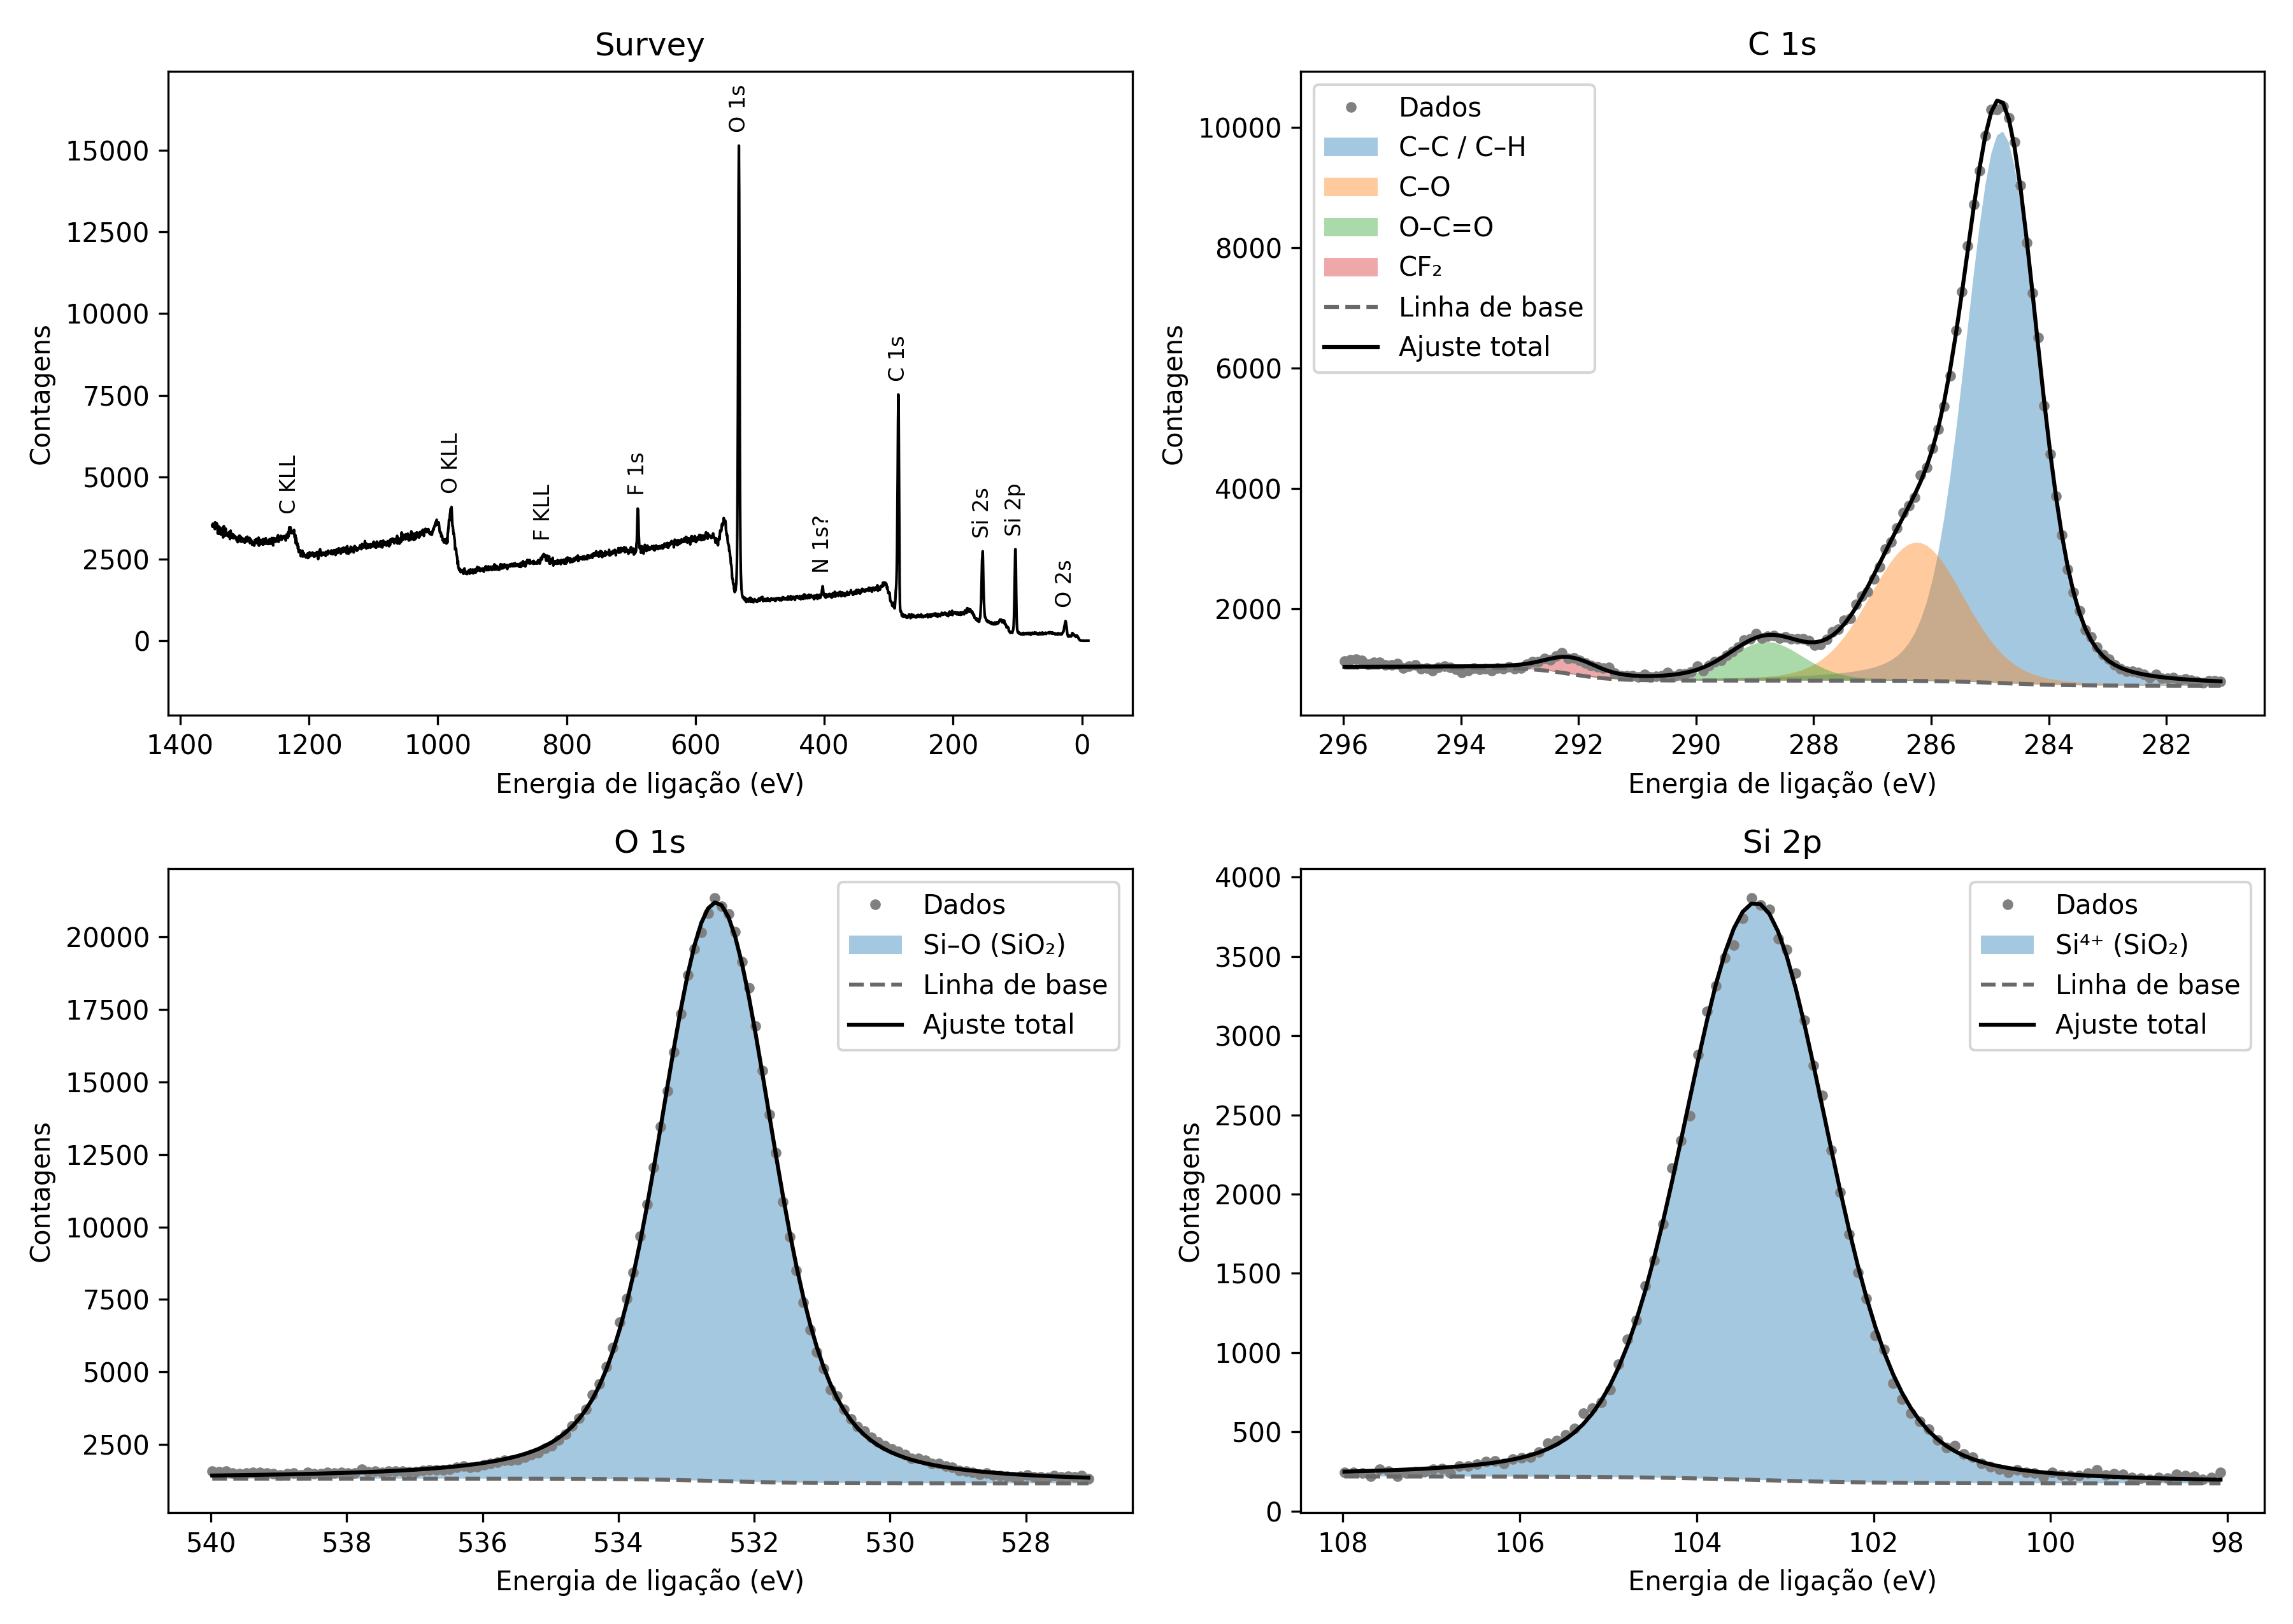 Survey
Contagens
15000
12500
10000
7500
5000
2500
0
C KLL
O KLL
F KLL
F 1s
O 1s
N 1s?
C 1s
Si 2s
Si 2p
O 2s
1400 1200 1000 800 600 400 200 0
Energia de ligação (eV)
C 1s
Contagens
10000
8000
6000
4000
2000
Dados
C–C / C–H
C–O
O–C=O
CF₂
Linha de base
Ajuste total
296 294 292 290 288 286 284 282
Energia de ligação (eV)
O 1s
Contagens
20000
17500
15000
12500
10000
7500
5000
2500
Dados
Si–O (SiO₂)
Linha de base
Ajuste total
540 538 536 534 532 530 528
Energia de ligação (eV)
Si 2p
Contagens
4000
3500
3000
2500
2000
1500
1000
500
0
Dados
Si⁴⁺ (SiO₂)
Linha de base
Ajuste total
108 106 104 102 100 98
Energia de ligação (eV)